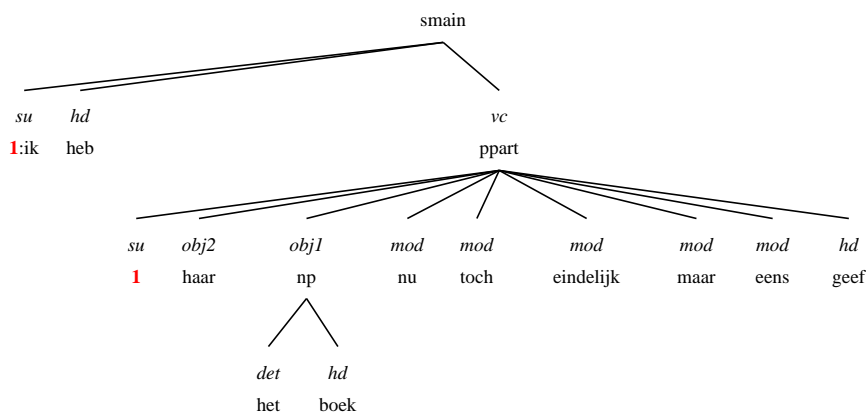 smain
su hd vc
1:ik heb ppart
su obj2 obj1 mod mod mod mod mod hd
1 haar np nu toch eindelijk maar eens geef
det hd
het boek